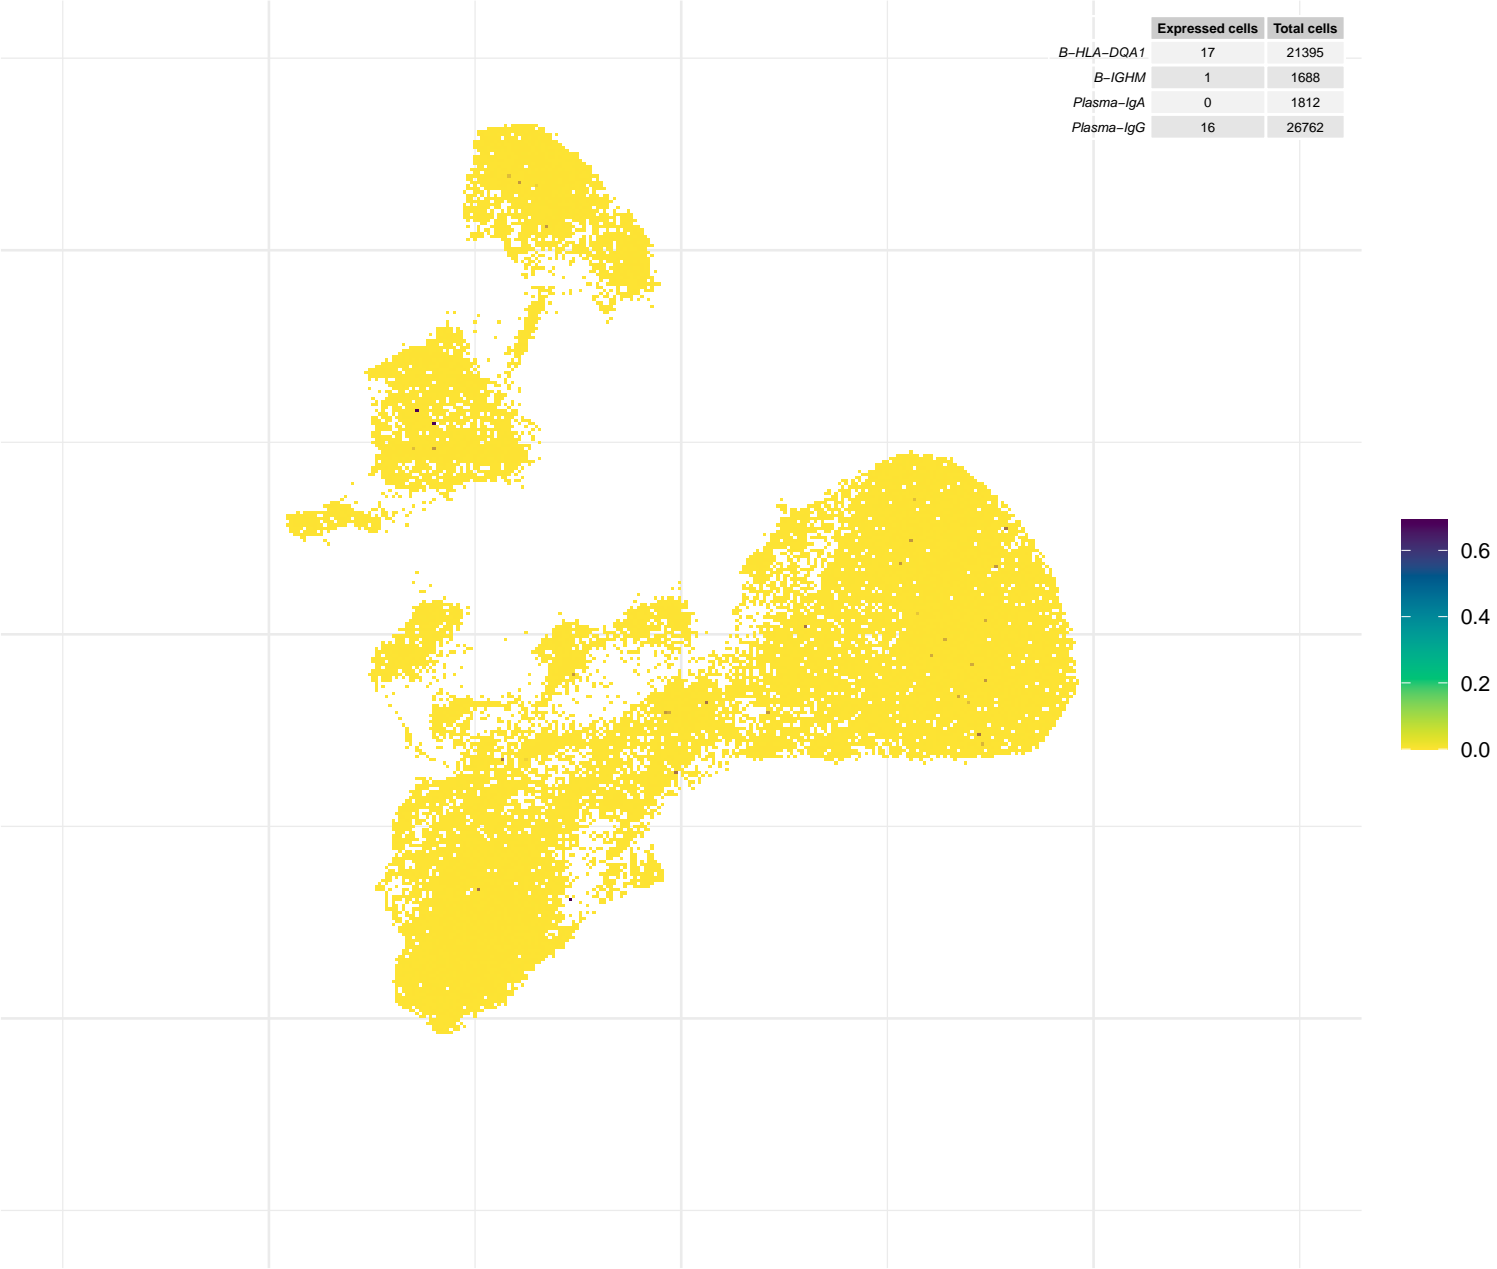 Expressed cells Total cells
B−HLA−DQA1 17 21395
B−IGHM 1 1688
Plasma−IgA 0 1812
Plasma−IgG 16 26762
0.6
0.4
0.2
0.0